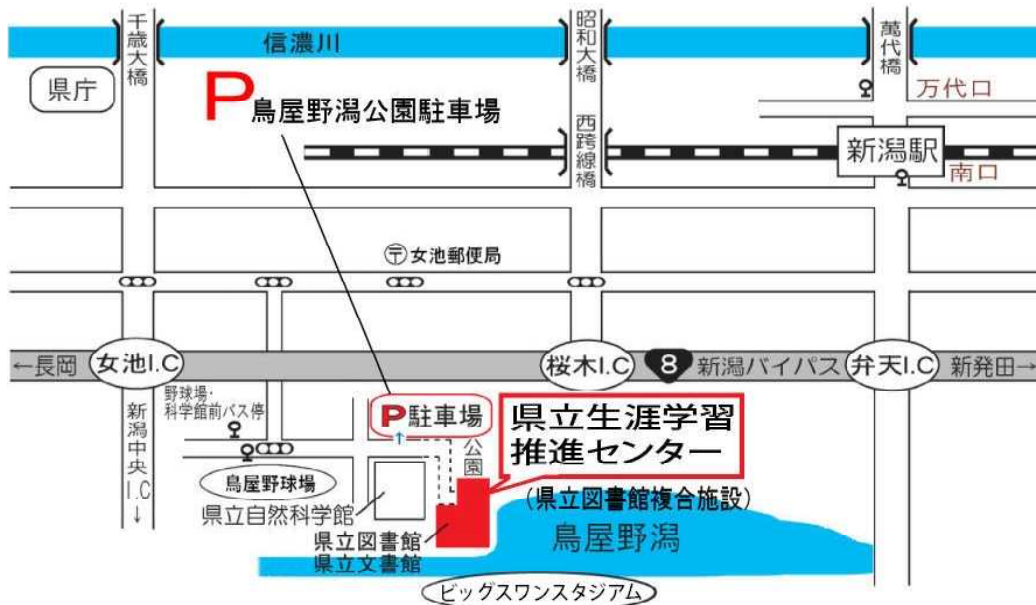 千歳大橋
信濃川
昭和大橋
萬代橋
県庁
P鳥屋野潟公園駐車場
万代口
西跨線橋
新潟駅
南口
〒女池郵便局
←長岡
女池I.C
桜木I.C
8
新潟バイパス
弁天I.C
新発田→
新潟中央I.C↓
野球場・
科学館前バス停
P駐車場
↑
公園
県立生涯学習
推進センター
(県立図書館複合施設)
鳥屋野球場
県立自然科学館
県立図書館
県立文書館
鳥屋野潟
ビッグスワンスタジアム